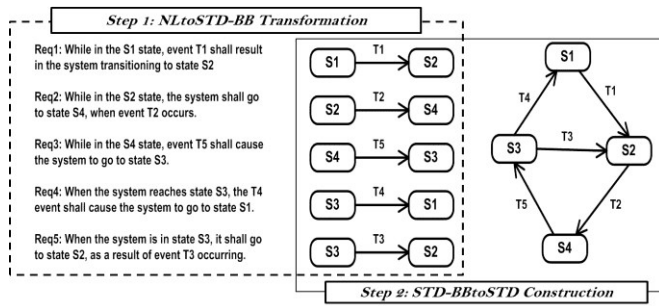 Step 1: NLtoSTD-BB Transformation
Req1: While in the S1 state, event T1 shall result
in the system transitioning to state S2
Req2: While in the S2 state, the system shall go
to state S4, when event T2 occurs.
Req3: While in the S4 state, event T5 shall cause
the system to go to state S3.
Req4: When the system reaches state S3, the T4
event shall cause the system to go to state S1.
Req5: When the system is in state S3, it shall go
to state S2, as a result of event T3 occurring.
S1 T1 S2
S2 T2 S4
S4 T5 S3
S3 T4 S1
S3 T3 S2
S1
T4 T1
S3 T3 S2
T5 T2
S4
Step 2: STD-BBtoSTD Construction